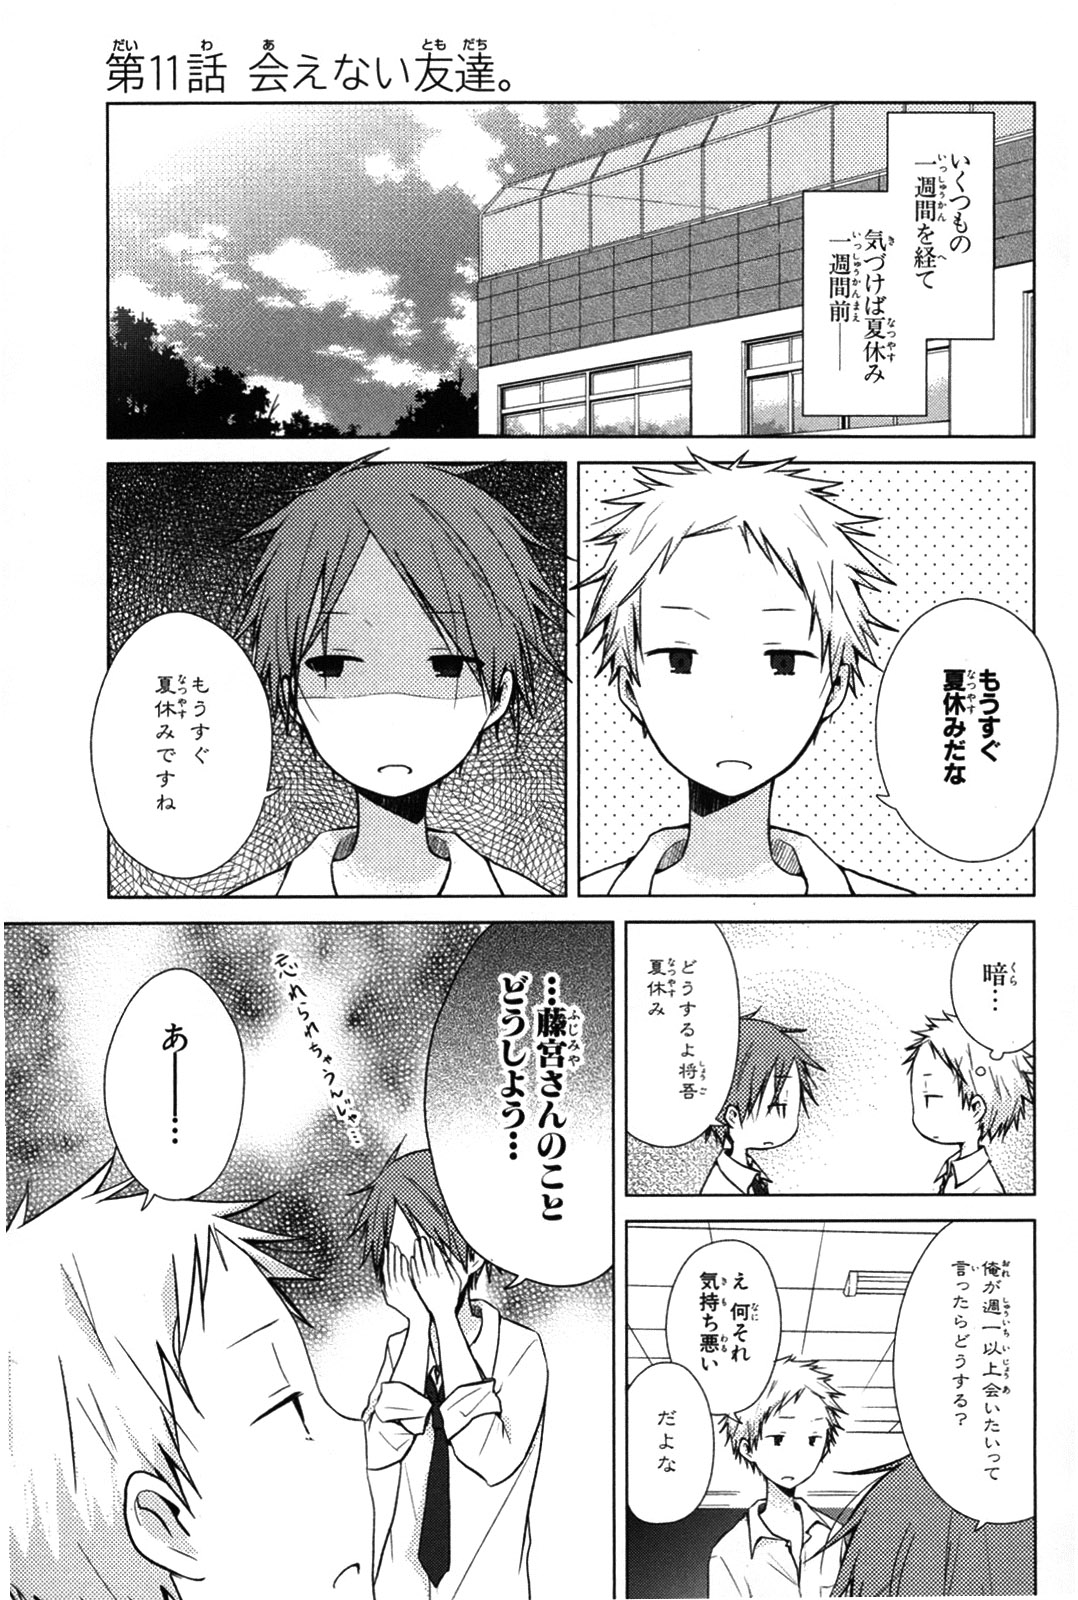 第11話 会えない友達。
いくつもの
一週間を経て
気づけば夏休み
一週間前――
もうすぐ
夏休みだな
もうすぐ
夏休みですね
暗…
どうするよ将吾
夏休み
俺が週一以上会いたいって
言ったらどうする?
え 何それ
気持ち悪い
だよな
…藤宮さんのこと
どうしよう…
忘れられちゃうんじゃ…
あ――…